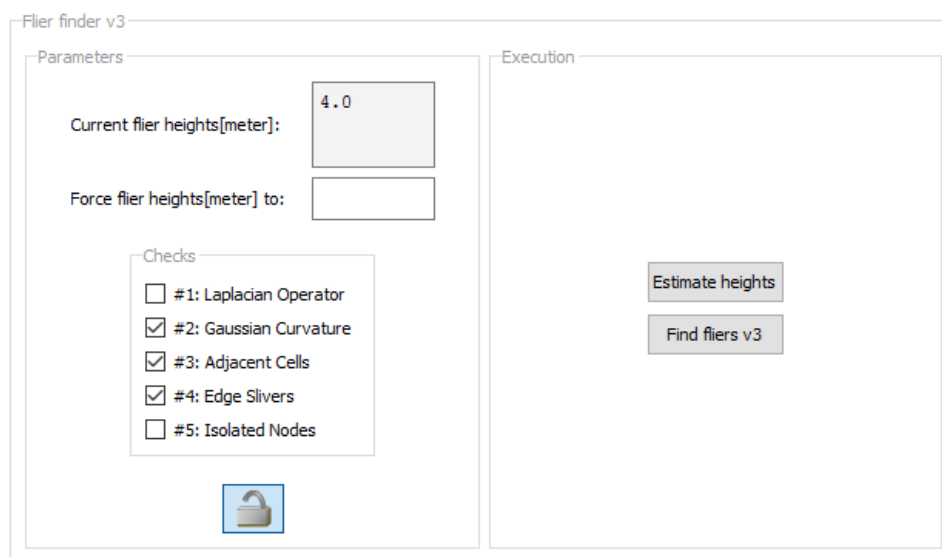 Flier finder v3
Parameters
Current flier heights[meter]:
4.0
Force flier heights[meter] to:
Checks
#1: Laplacian Operator
#2: Gaussian Curvature
#3: Adjacent Cells
#4: Edge Slivers
#5: Isolated Nodes
Execution
Estimate heights
Find fliers v3